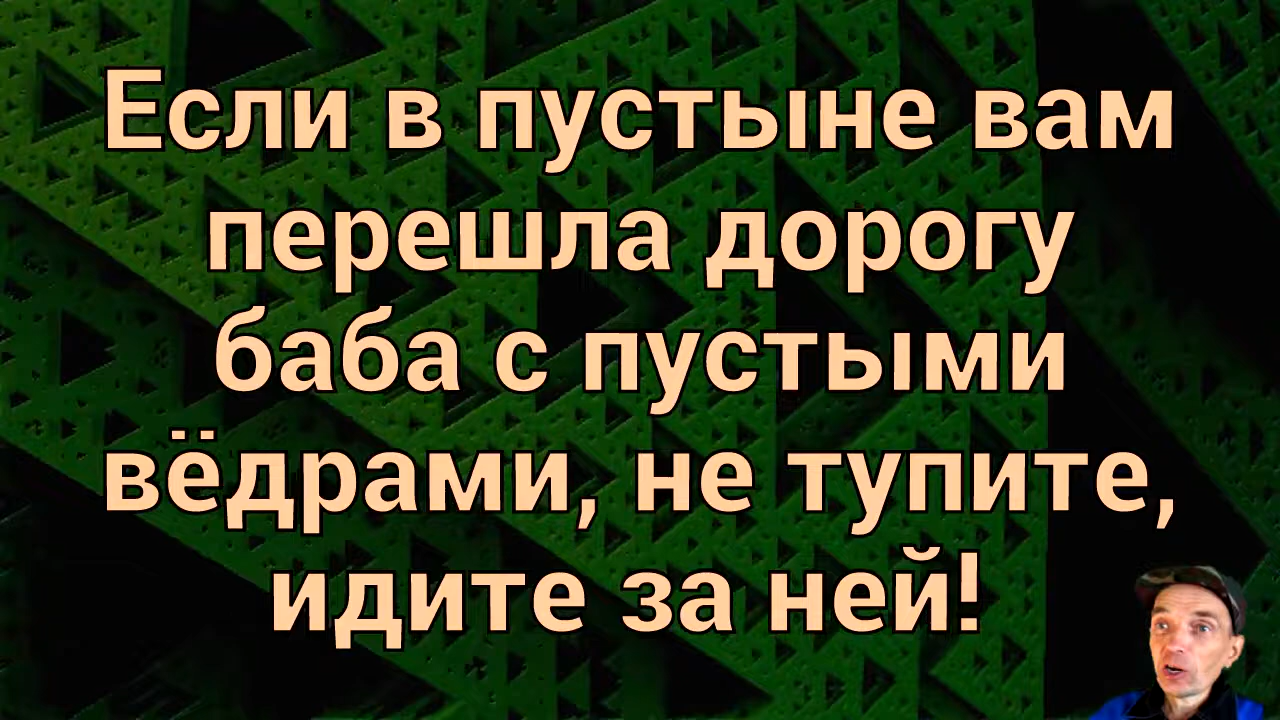 Если в пустыне вам
перешла дорогу
баба с пустыми
вёдрами, не тупите,
идите за ней!